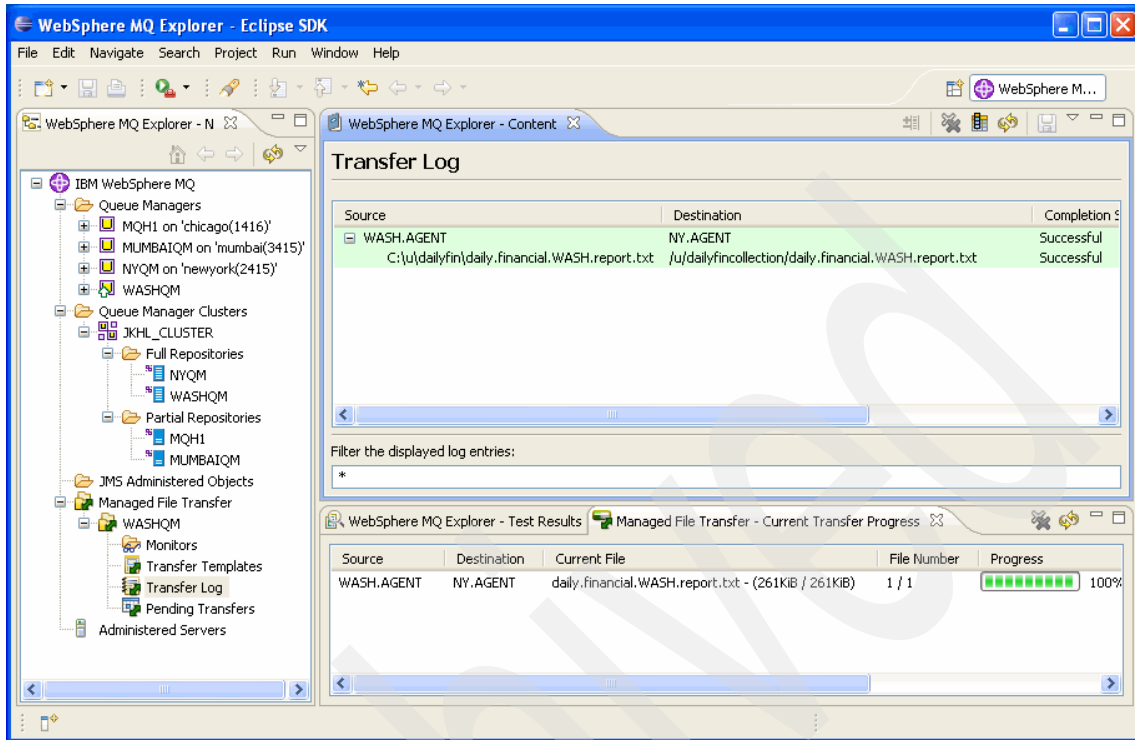 WebSphere MQ Explorer - Eclipse SDK
File Edit Navigate Search Project Run Window Help
WebSphere M...
WebSphere MQ Explorer - N
IBM WebSphere MQ
Queue Managers
MQH1 on 'chicago(1416)'
MUMBAIQM on 'mumbai(3415)'
NYQM on 'newyork(2415)'
WASHQM
Queue Manager Clusters
JKHL_CLUSTER
Full Repositories
NYQM
WASHQM
Partial Repositories
MQH1
MUMBAIQM
JMS Administered Objects
Managed File Transfer
WASHQM
Monitors
Transfer Templates
Transfer Log
Pending Transfers
Administered Servers
WebSphere MQ Explorer - Content
Transfer Log
Source Destination Completion S
WASH.AGENT NY.AGENT Successful
C:\u\dailyfin\daily.financial.WASH.report.txt /u/dailyfincollection/daily.financial.WASH.report.txt Successful
Filter the displayed log entries:
*
WebSphere MQ Explorer - Test Results Managed File Transfer - Current Transfer Progress
Source Destination Current File File Number Progress
WASH.AGENT NY.AGENT daily.financial.WASH.report.txt - (261KiB / 261KiB) 1 / 1 100%